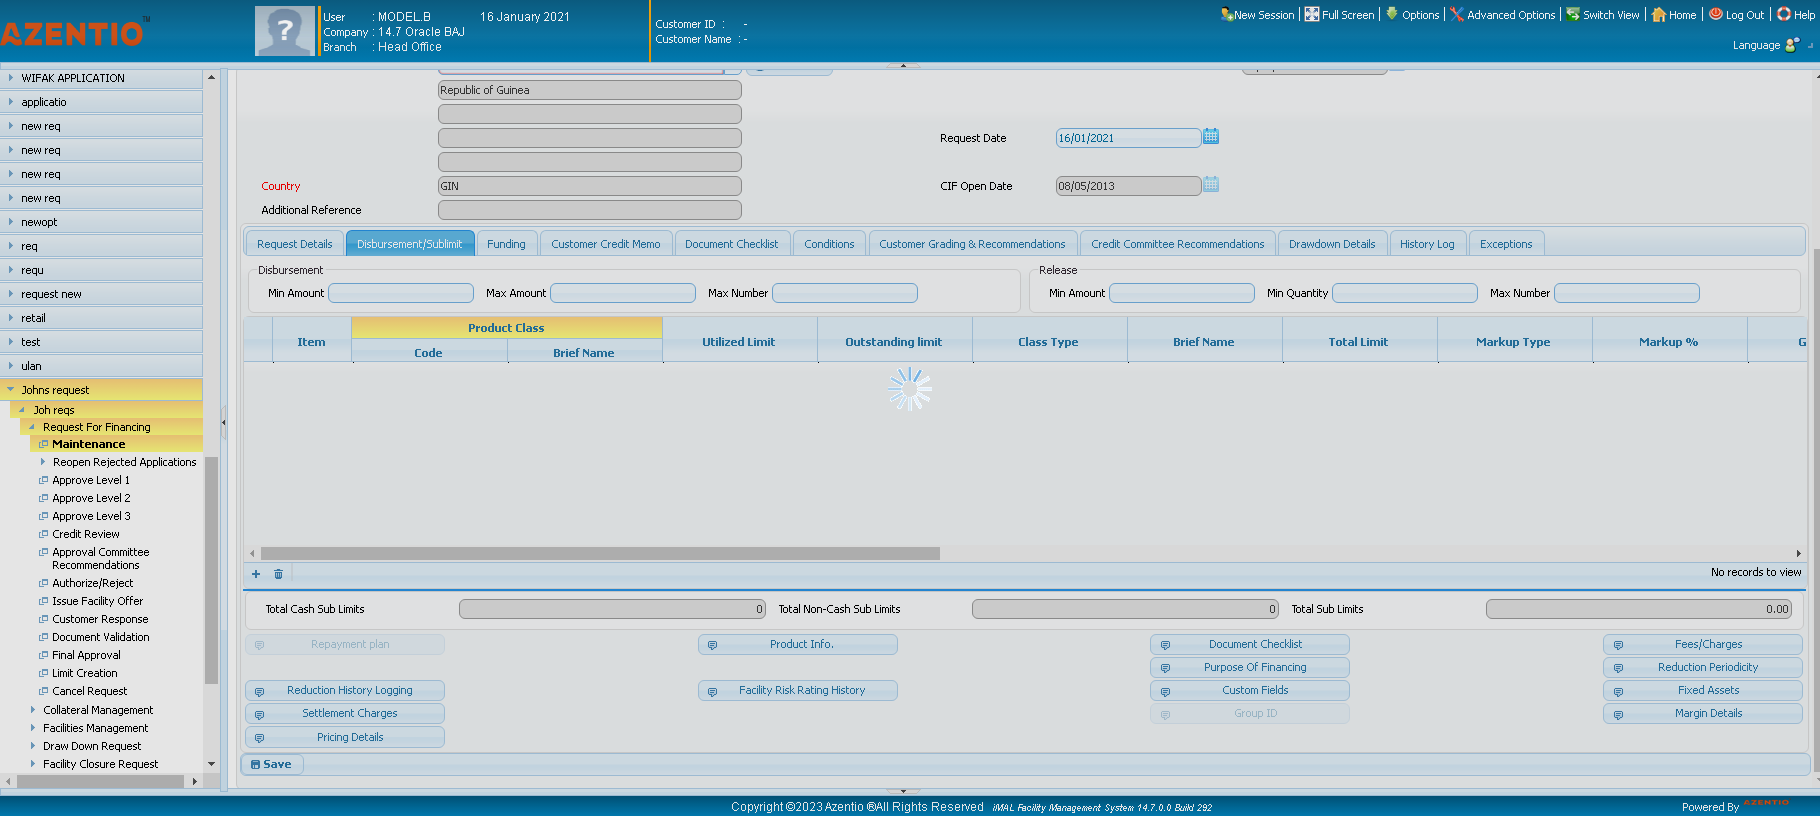 AZENTIO™
User : MODEL.B 16 January 2021
Company : 14.7 Oracle BAJ
Branch : Head Office
Customer ID : -
Customer Name : -
New Session Full Screen Options Advanced Options Switch View Home Log Out Help
Language
WIFAK APPLICATION
applicatio
new req
new req
new req
new req
newopt
req
requ
request new
retail
test
ulan
Johns request
Joh reqs
Request For Financing
Maintenance
Reopen Rejected Applications
Approve Level 1
Approve Level 2
Approve Level 3
Credit Review
Approval Committee
Recommendations
Authorize/Reject
Issue Facility Offer
Customer Response
Document Validation
Final Approval
Limit Creation
Cancel Request
Collateral Management
Facilities Management
Draw Down Request
Facility Closure Request
Republic of Guinea
Request Date 16/01/2021
Country GIN CIF Open Date 08/05/2013
Additional Reference
Request Details Disbursement/Sublimit Funding Customer Credit Memo Document Checklist Conditions Customer Grading & Recommendations Credit Committee Recommendations Drawdown Details History Log Exceptions
Disbursement Release
Min Amount Max Amount Max Number Min Amount Min Quantity Max Number
Product Class
Item Code Brief Name Utilized Limit Outstanding limit Class Type Brief Name Total Limit Markup Type Markup % G
No records to view
Total Cash Sub Limits 0 Total Non-Cash Sub Limits 0 Total Sub Limits 0.00
Repayment plan Product Info. Document Checklist Fees/Charges
Purpose Of Financing Reduction Periodicity
Reduction History Logging Facility Risk Rating History Custom Fields Fixed Assets
Settlement Charges Group ID Margin Details
Pricing Details
Save
Copyright ©2023 Azentio ®All Rights Reserved iMAL Facility Management System 14.7.0.0 Build 292
Powered By AZENTIO